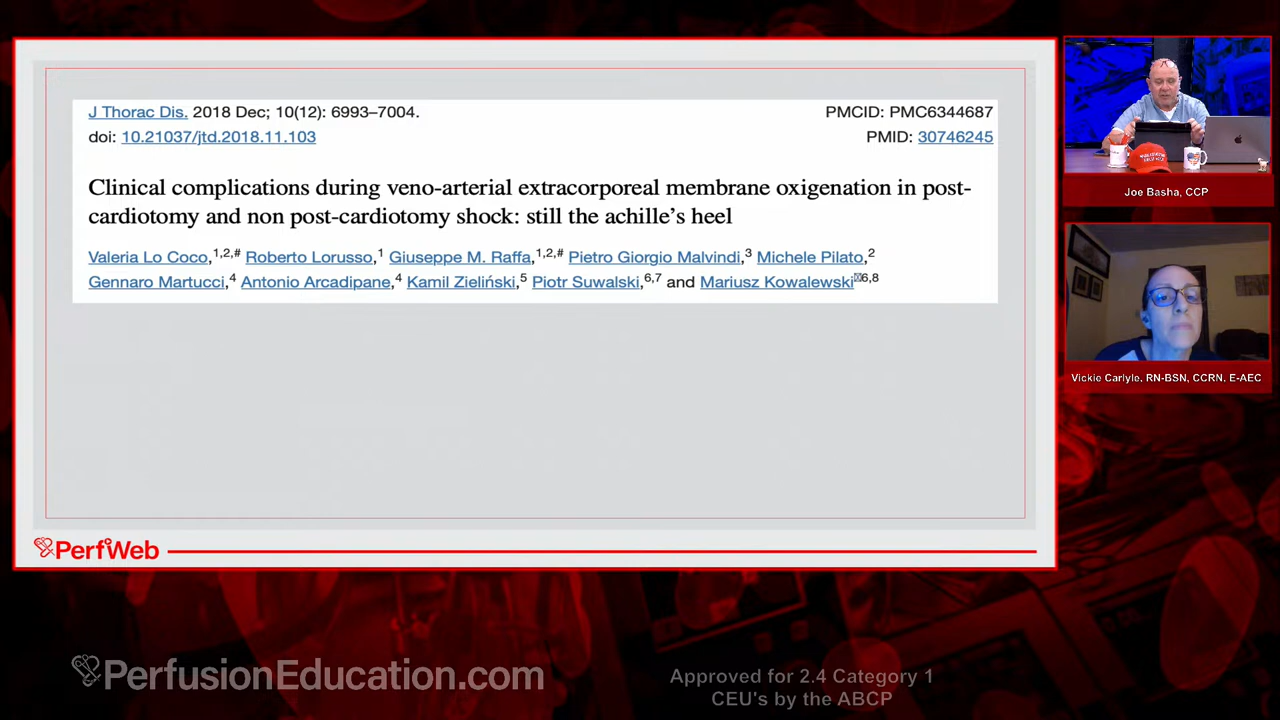 J Thorac Dis. 2018 Dec; 10(12): 6993–7004.
PMCID: PMC6344687
doi: 10.21037/jtd.2018.11.103
PMID: 30746245
Clinical complications during veno-arterial extracorporeal membrane oxigenation in post-
cardiotomy and non post-cardiotomy shock: still the achille's heel
Valeria Lo Coco,1,2,# Roberto Lorusso,1 Giuseppe M. Raffa,1,2,# Pietro Giorgio Malvindi,3 Michele Pilato,2
Gennaro Martucci,4 Antonio Arcadipane,4 Kamil Zieliński,5 Piotr Suwalski,6,7 and Mariusz Kowalewski6,8
PerfWeb
Joe Basha, CCP
Vickie Carlyle, RN-BSN, CCRN, E-AEC
PerfusionEducation.com
Approved for 2.4 Category 1
CEU's by the ABCP